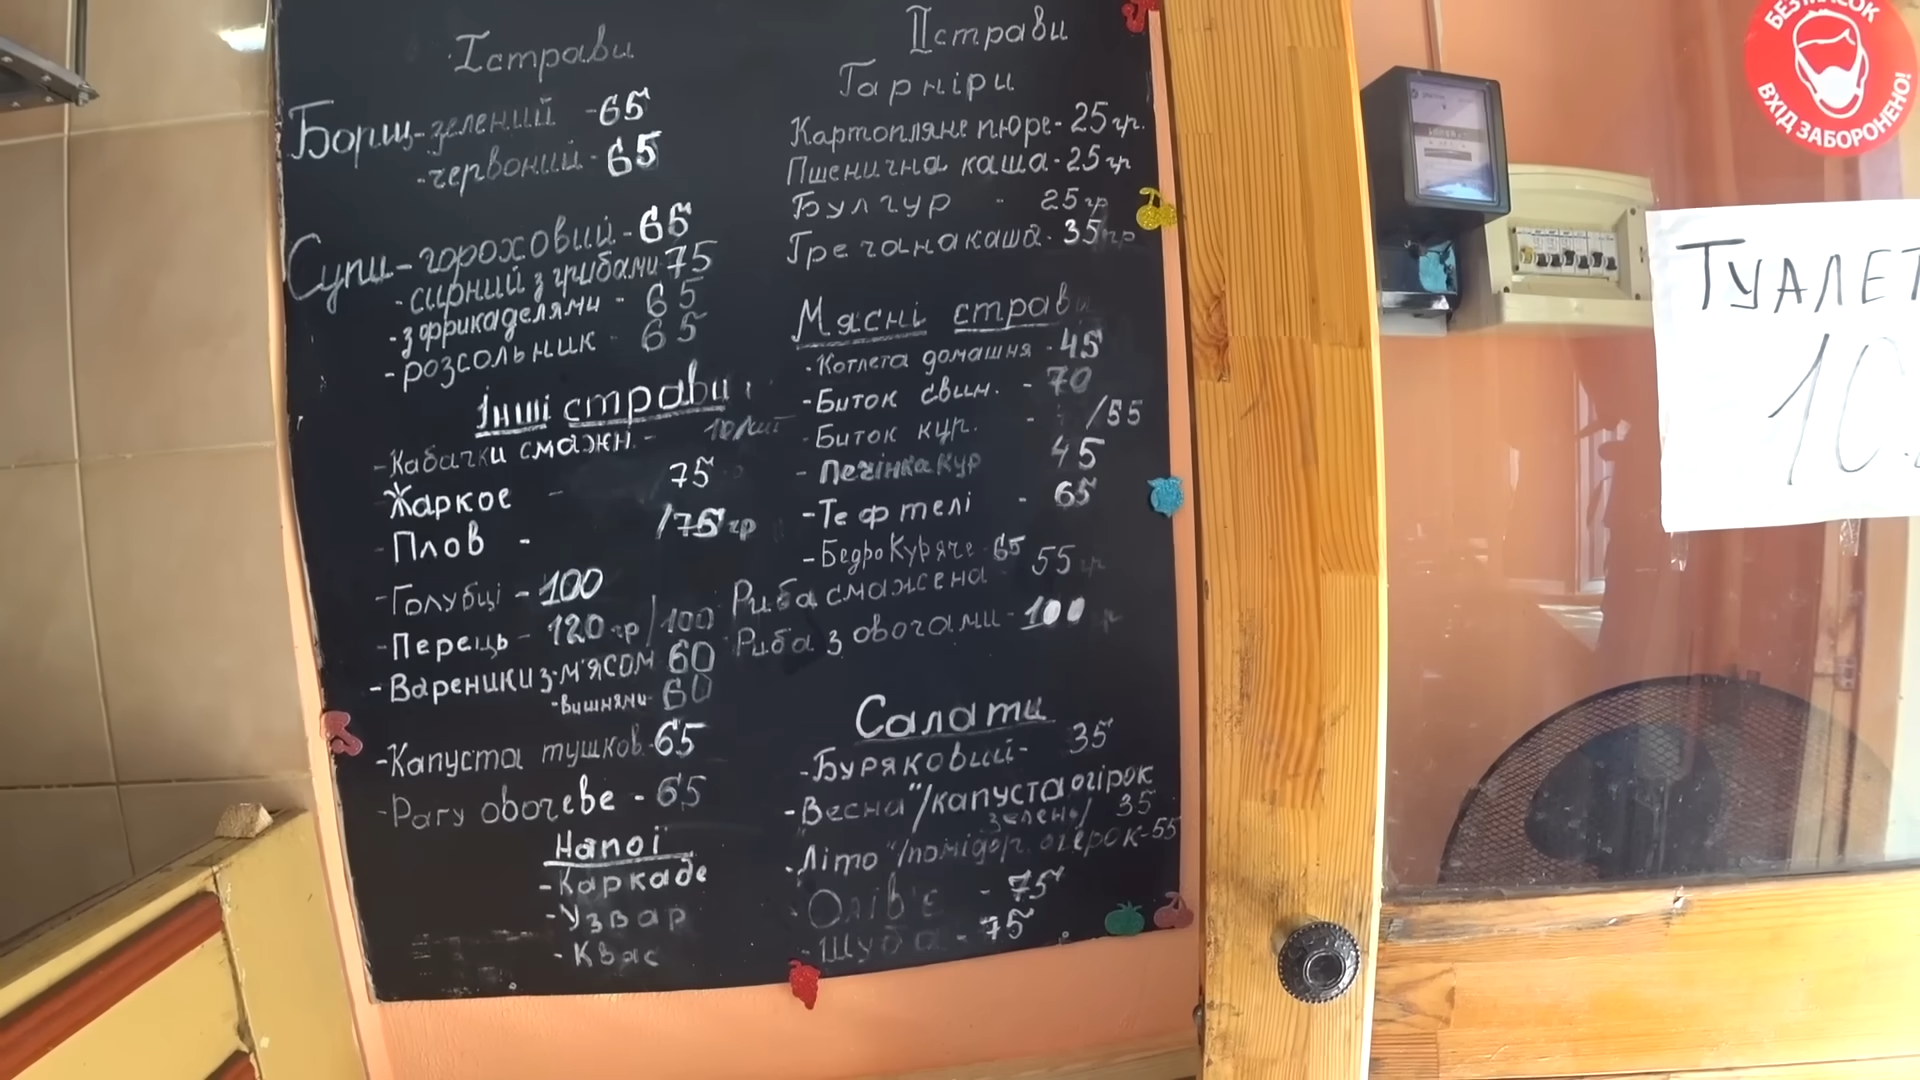 I страви
Борщ - зелений - 65
- червоний - 65
Супи - гороховий - 65
- сирний з грибами 75
- з фрикаделями - 65
- розсольник - 65
Інші страви
- Кабачки смажн. -
- Жаркое - 75
- Плов - /75 гр
- Голубці - 100
- Перець - 120 гр/100
- Вареники з - м'ясом 60
- вишнями - 60
- Капуста тушков. 65
- Рагу овочеве - 65
Напої
- Каркаде
- Узвар
- Квас
II страви
Гарніри
Картопляне пюре - 25 гр.
Пшенична каша - 25 гр
Булгур - 25 гр
Гречана каша - 35 гр
Мясні страви
- Котлета домашня - 45
- Биток свин. - 70
- Биток кур. - /55
- Печінка кур 45
- Тефтелі - 65
- Бедро Куряче - 65
Риба смажена - 55 гр
Риба з овочами - 100 гр
Салати
- Буряковий - 35
- Весна"/капуста огірок
зелень/ 35
- Літо"/помідор. огірок - 55
- Олів'є - 75
- Шуба - 75
БЕЗ МАСОК
ВХІД ЗАБОРОНЕНО!
ТУАЛЕТ
10